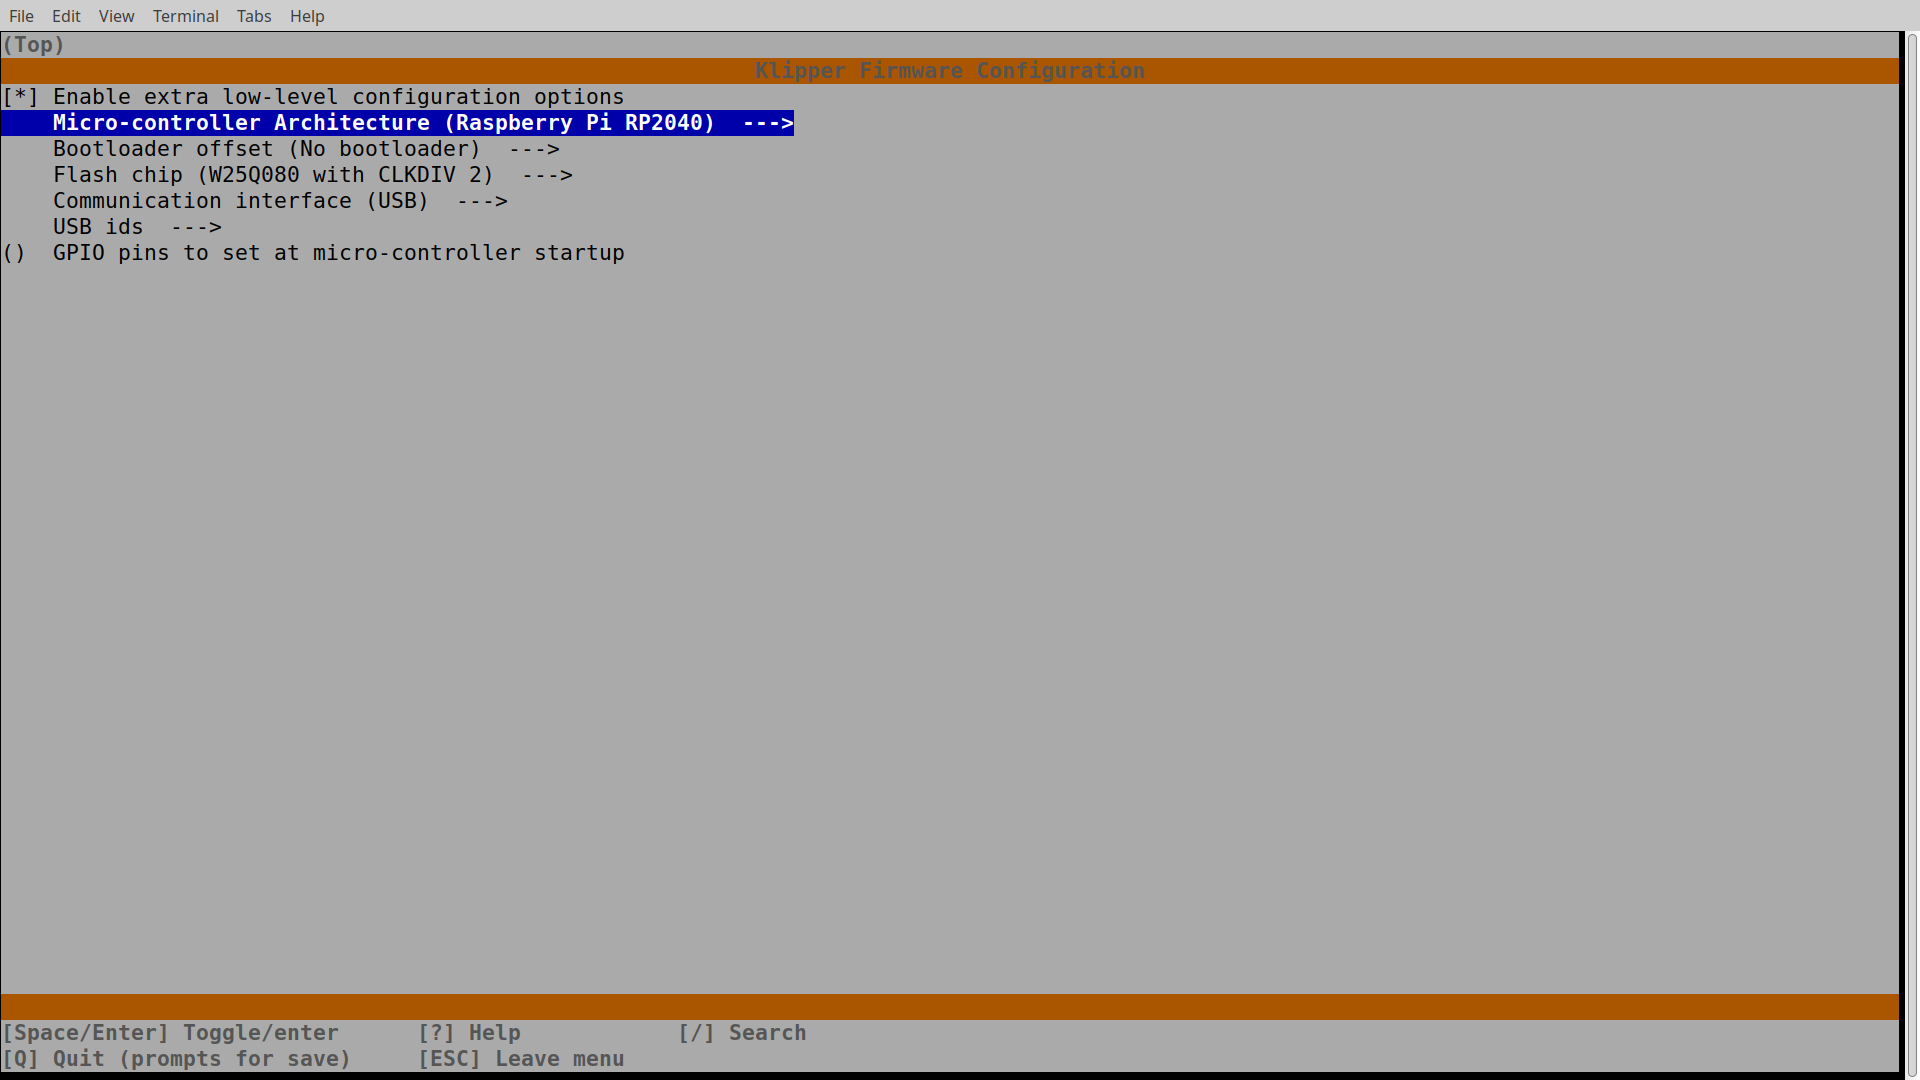 File Edit View Terminal Tabs Help
(Top)
Klipper Firmware Configuration
[*] Enable extra low-level configuration options
Micro-controller Architecture (Raspberry Pi RP2040)  --->
Bootloader offset (No bootloader)  --->
Flash chip (W25Q080 with CLKDIV 2)  --->
Communication interface (USB)  --->
USB ids  --->
()  GPIO pins to set at micro-controller startup
[Space/Enter] Toggle/enter      [?] Help            [/] Search
[Q] Quit (prompts for save)     [ESC] Leave menu